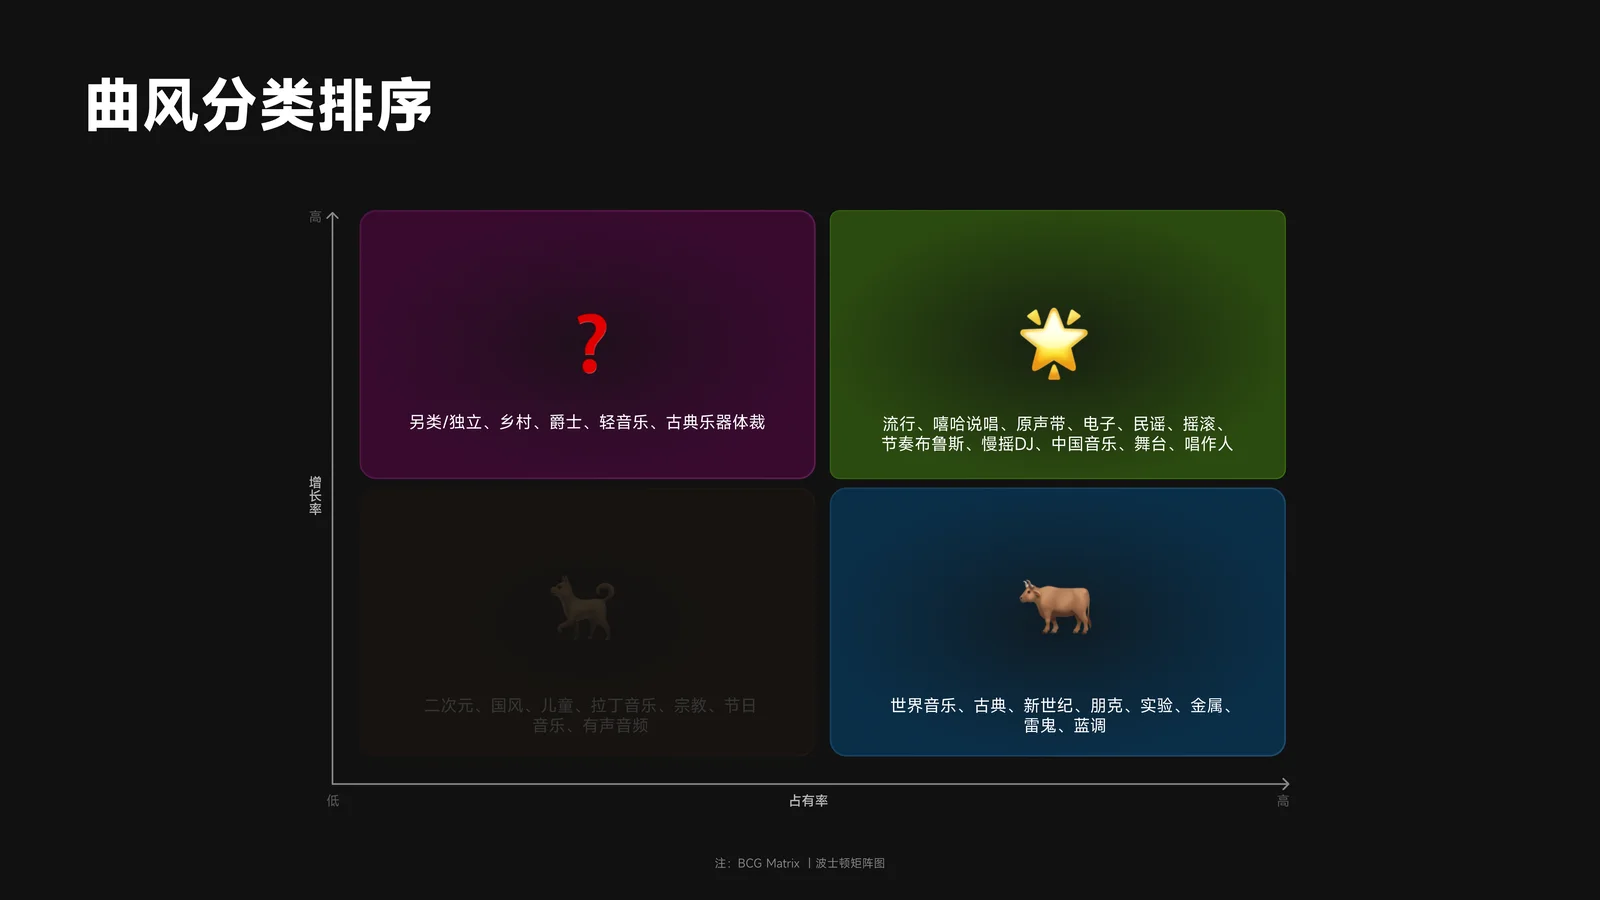 曲风分类排序
高
另类/独立、乡村、爵士、轻音乐、古典乐器体裁
流行、嘻哈说唱、原声带、电子、民谣、摇滚、
节奏布鲁斯、慢摇DJ、中国音乐、舞台、唱作人
增长率
二次元、国风、儿童、拉丁音乐、宗教、节日
音乐、有声音频
世界音乐、古典、新世纪、朋克、实验、金属、
雷鬼、蓝调
低
占有率
高
注：BCG Matrix 丨波士顿矩阵图